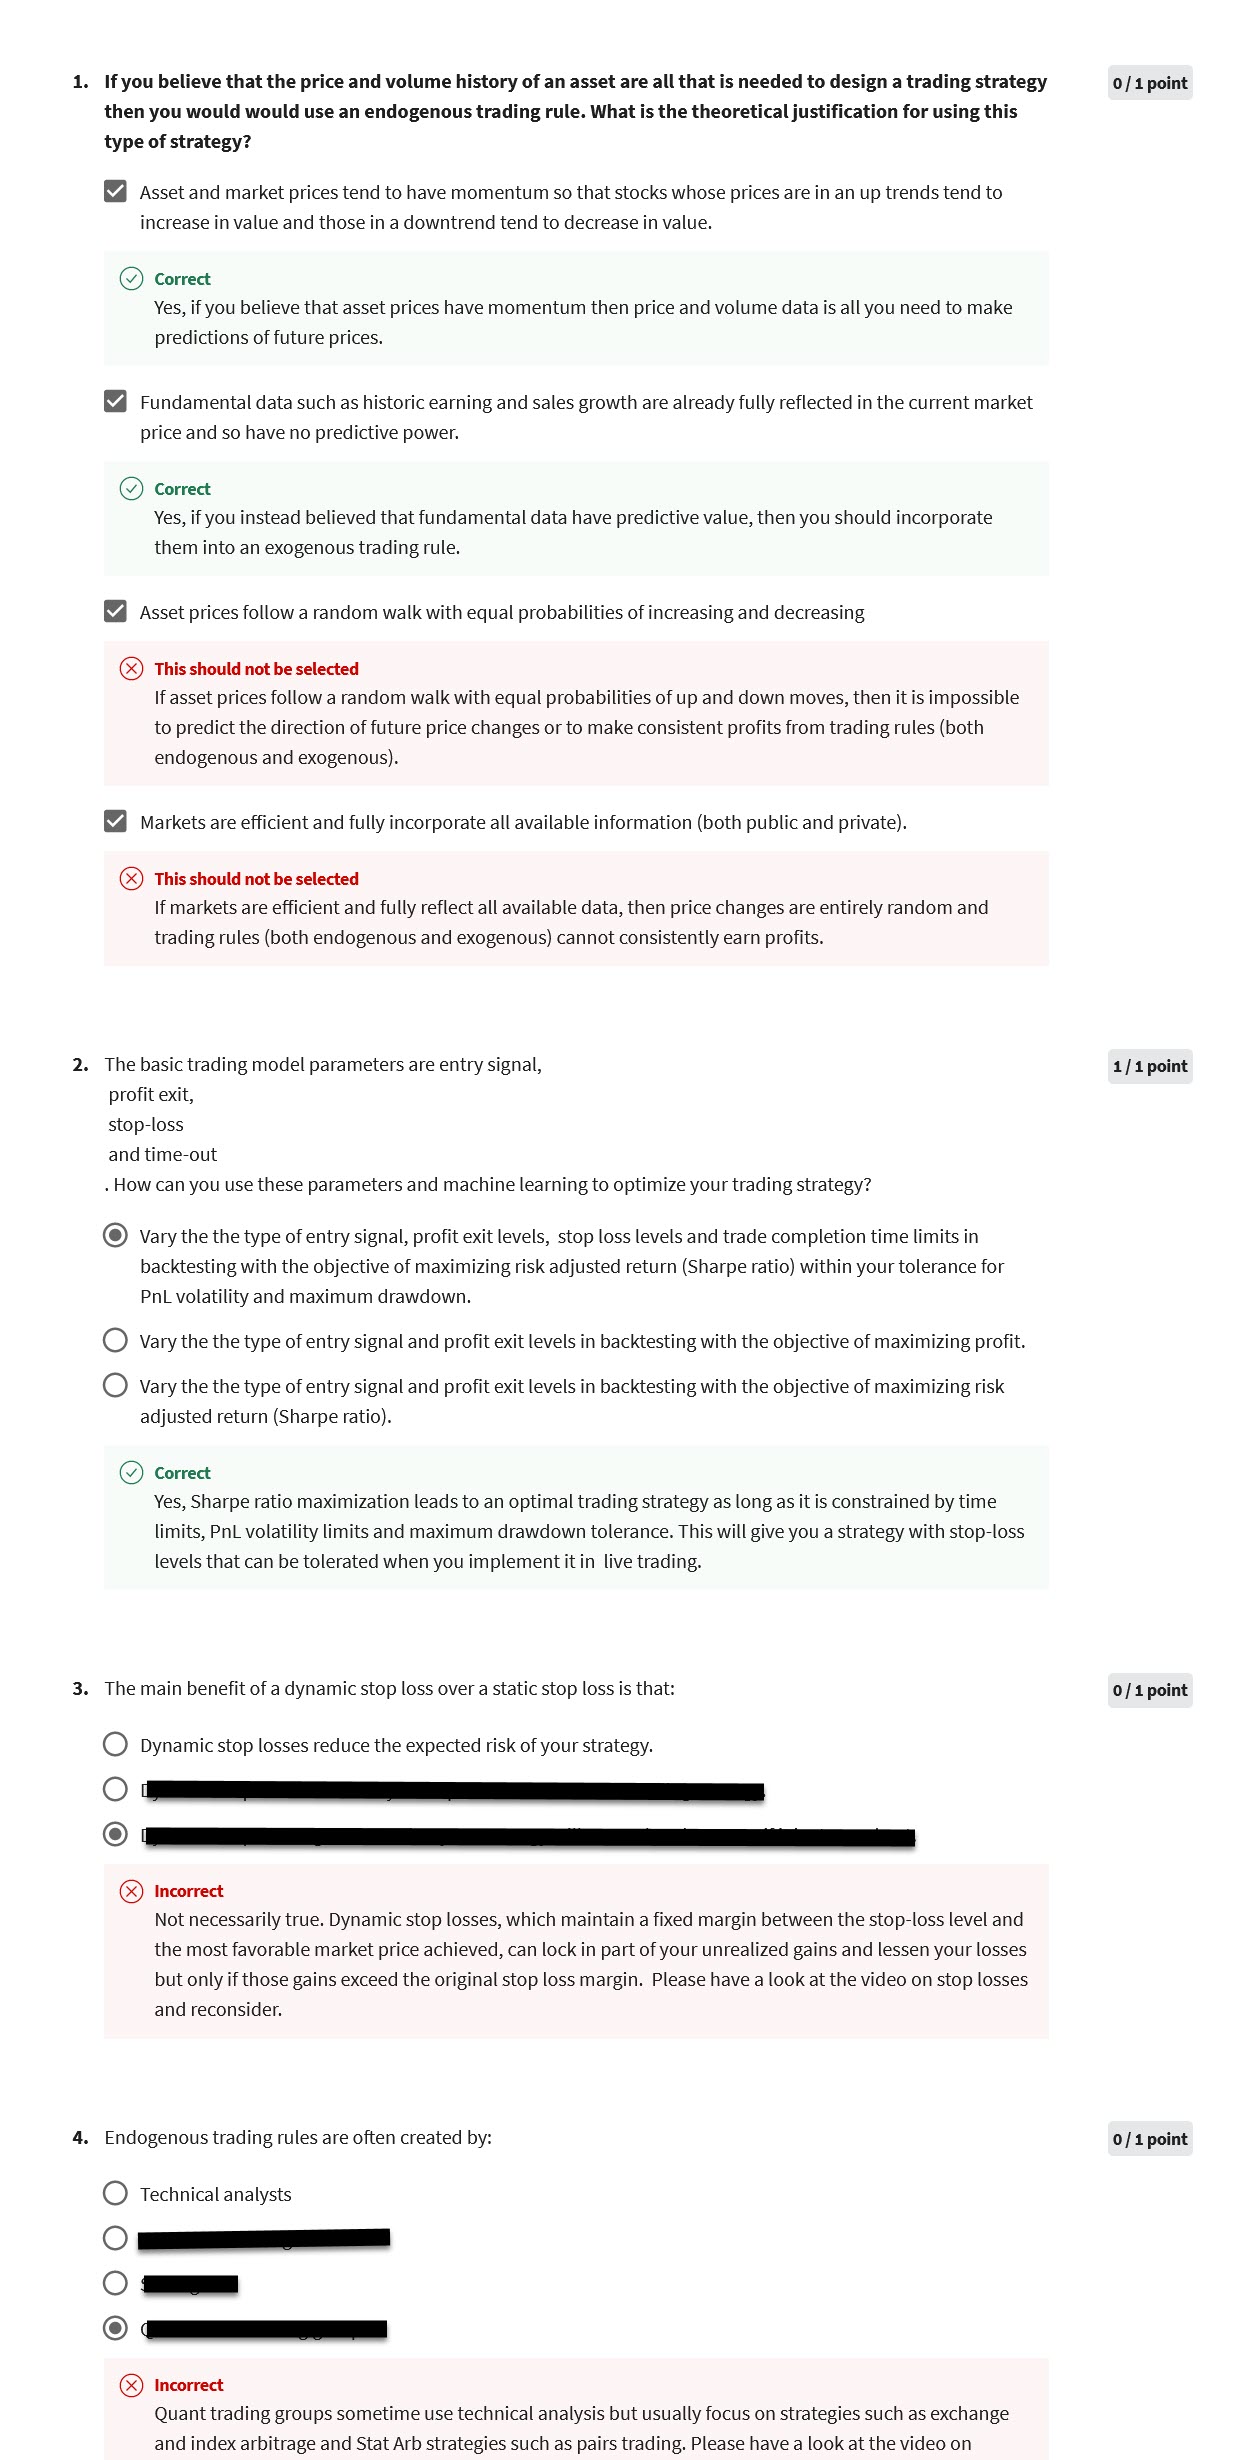 1. If you believe that the price and volume history of an asset are all that is needed to design a trading strategy
then you would would use an endogenous trading rule. What is the theoretical justification for using this
type of strategy?
0 / 1 point
Asset and market prices tend to have momentum so that stocks whose prices are in an up trends tend to
increase in value and those in a downtrend tend to decrease in value.
Correct
Yes, if you believe that asset prices have momentum then price and volume data is all you need to make
predictions of future prices.
Fundamental data such as historic earning and sales growth are already fully reflected in the current market
price and so have no predictive power.
Correct
Yes, if you instead believed that fundamental data have predictive value, then you should incorporate
them into an exogenous trading rule.
Asset prices follow a random walk with equal probabilities of increasing and decreasing
This should not be selected
If asset prices follow a random walk with equal probabilities of up and down moves, then it is impossible
to predict the direction of future price changes or to make consistent profits from trading rules (both
endogenous and exogenous).
Markets are efficient and fully incorporate all available information (both public and private).
This should not be selected
If markets are efficient and fully reflect all available data, then price changes are entirely random and
trading rules (both endogenous and exogenous) cannot consistently earn profits.
2. The basic trading model parameters are entry signal,
1 / 1 point
profit exit,
stop-loss
and time-out
. How can you use these parameters and machine learning to optimize your trading strategy?
Vary the the type of entry signal, profit exit levels, stop loss levels and trade completion time limits in
backtesting with the objective of maximizing risk adjusted return (Sharpe ratio) within your tolerance for
PnL volatility and maximum drawdown.
Vary the the type of entry signal and profit exit levels in backtesting with the objective of maximizing profit.
Vary the the type of entry signal and profit exit levels in backtesting with the objective of maximizing risk
adjusted return (Sharpe ratio).
Correct
Yes, Sharpe ratio maximization leads to an optimal trading strategy as long as it is constrained by time
limits, PnL volatility limits and maximum drawdown tolerance. This will give you a strategy with stop-loss
levels that can be tolerated when you implement it in live trading.
3. The main benefit of a dynamic stop loss over a static stop loss is that:
0 / 1 point
Dynamic stop losses reduce the expected risk of your strategy.
Incorrect
Not necessarily true. Dynamic stop losses, which maintain a fixed margin between the stop-loss level and
the most favorable market price achieved, can lock in part of your unrealized gains and lessen your losses
but only if those gains exceed the original stop loss margin. Please have a look at the video on stop losses
and reconsider.
4. Endogenous trading rules are often created by:
0 / 1 point
Technical analysts
Incorrect
Quant trading groups sometime use technical analysis but usually focus on strategies such as exchange
and index arbitrage and Stat Arb strategies such as pairs trading. Please have a look at the video on